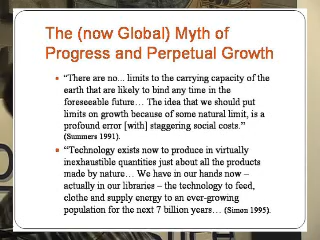 The (now Global) Myth of
Progress and Perpetual Growth
“There are no... limits to the carrying capacity of the
earth that are likely to bind any time in the
foreseeable future… The idea that we should put
limits on growth because of some natural limit, is a
profound error [with] staggering social costs.”
(Summers 1991).
“Technology exists now to produce in virtually
inexhaustible quantities just about all the products
made by nature… We have in our hands now –
actually in our libraries – the technology to feed,
clothe and supply energy to an ever-growing
population for the next 7 billion years… (Simon 1995).